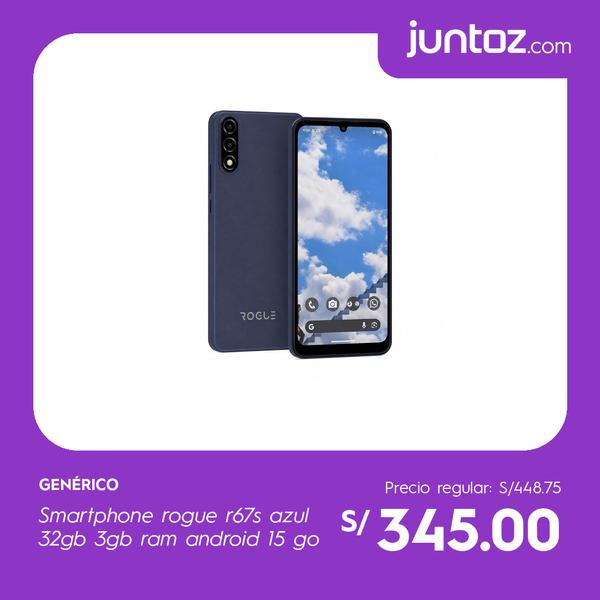 juntoz.com
ROGUE
GENÉRICO
Smartphone rogue r67s azul
32gb 3gb ram android 15 go
Precio regular: S/448.75
S/ 345.00